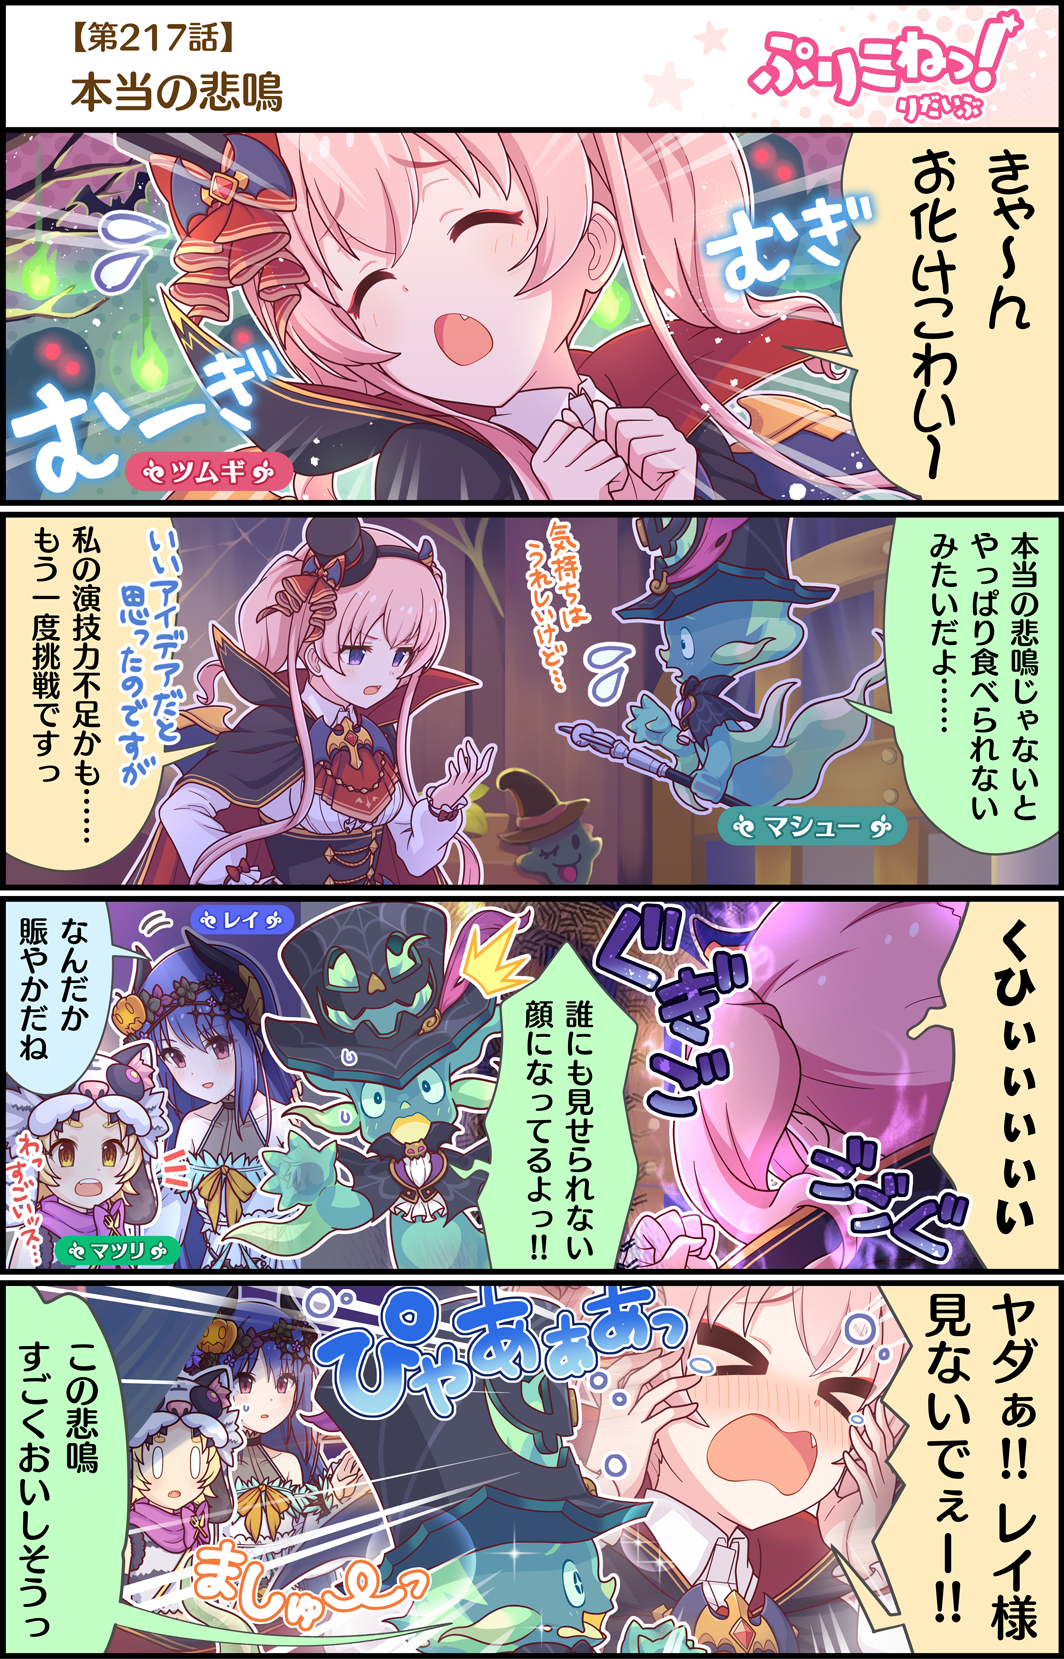 【第217話】
本当の悲鳴
ぷりこねっ!
りだいぶ
きゃ〜ん
お化けこわい〜
むぎ
むーぎ
ツムギ
本当の悲鳴じゃないと
やっぱり食べられない
みたいだよ……
気持ちは
うれしいけど…
マシュー
いいアイデアだと
思ったのですが
私の演技力不足かも……
もう一度挑戦ですっ
くひぃぃぃぃぃ
ぐぎご
ゴゴグ
誰にも見せられない
顔になってるよっ!!
レイ
なんだか
賑やかだね
わっすごいッス…
マツリ
ヤダぁ!!レイ様
見ないでぇー!!
ぴゃあぁぁっ
ましゅーっ
この悲鳴
すごくおいしそうっ